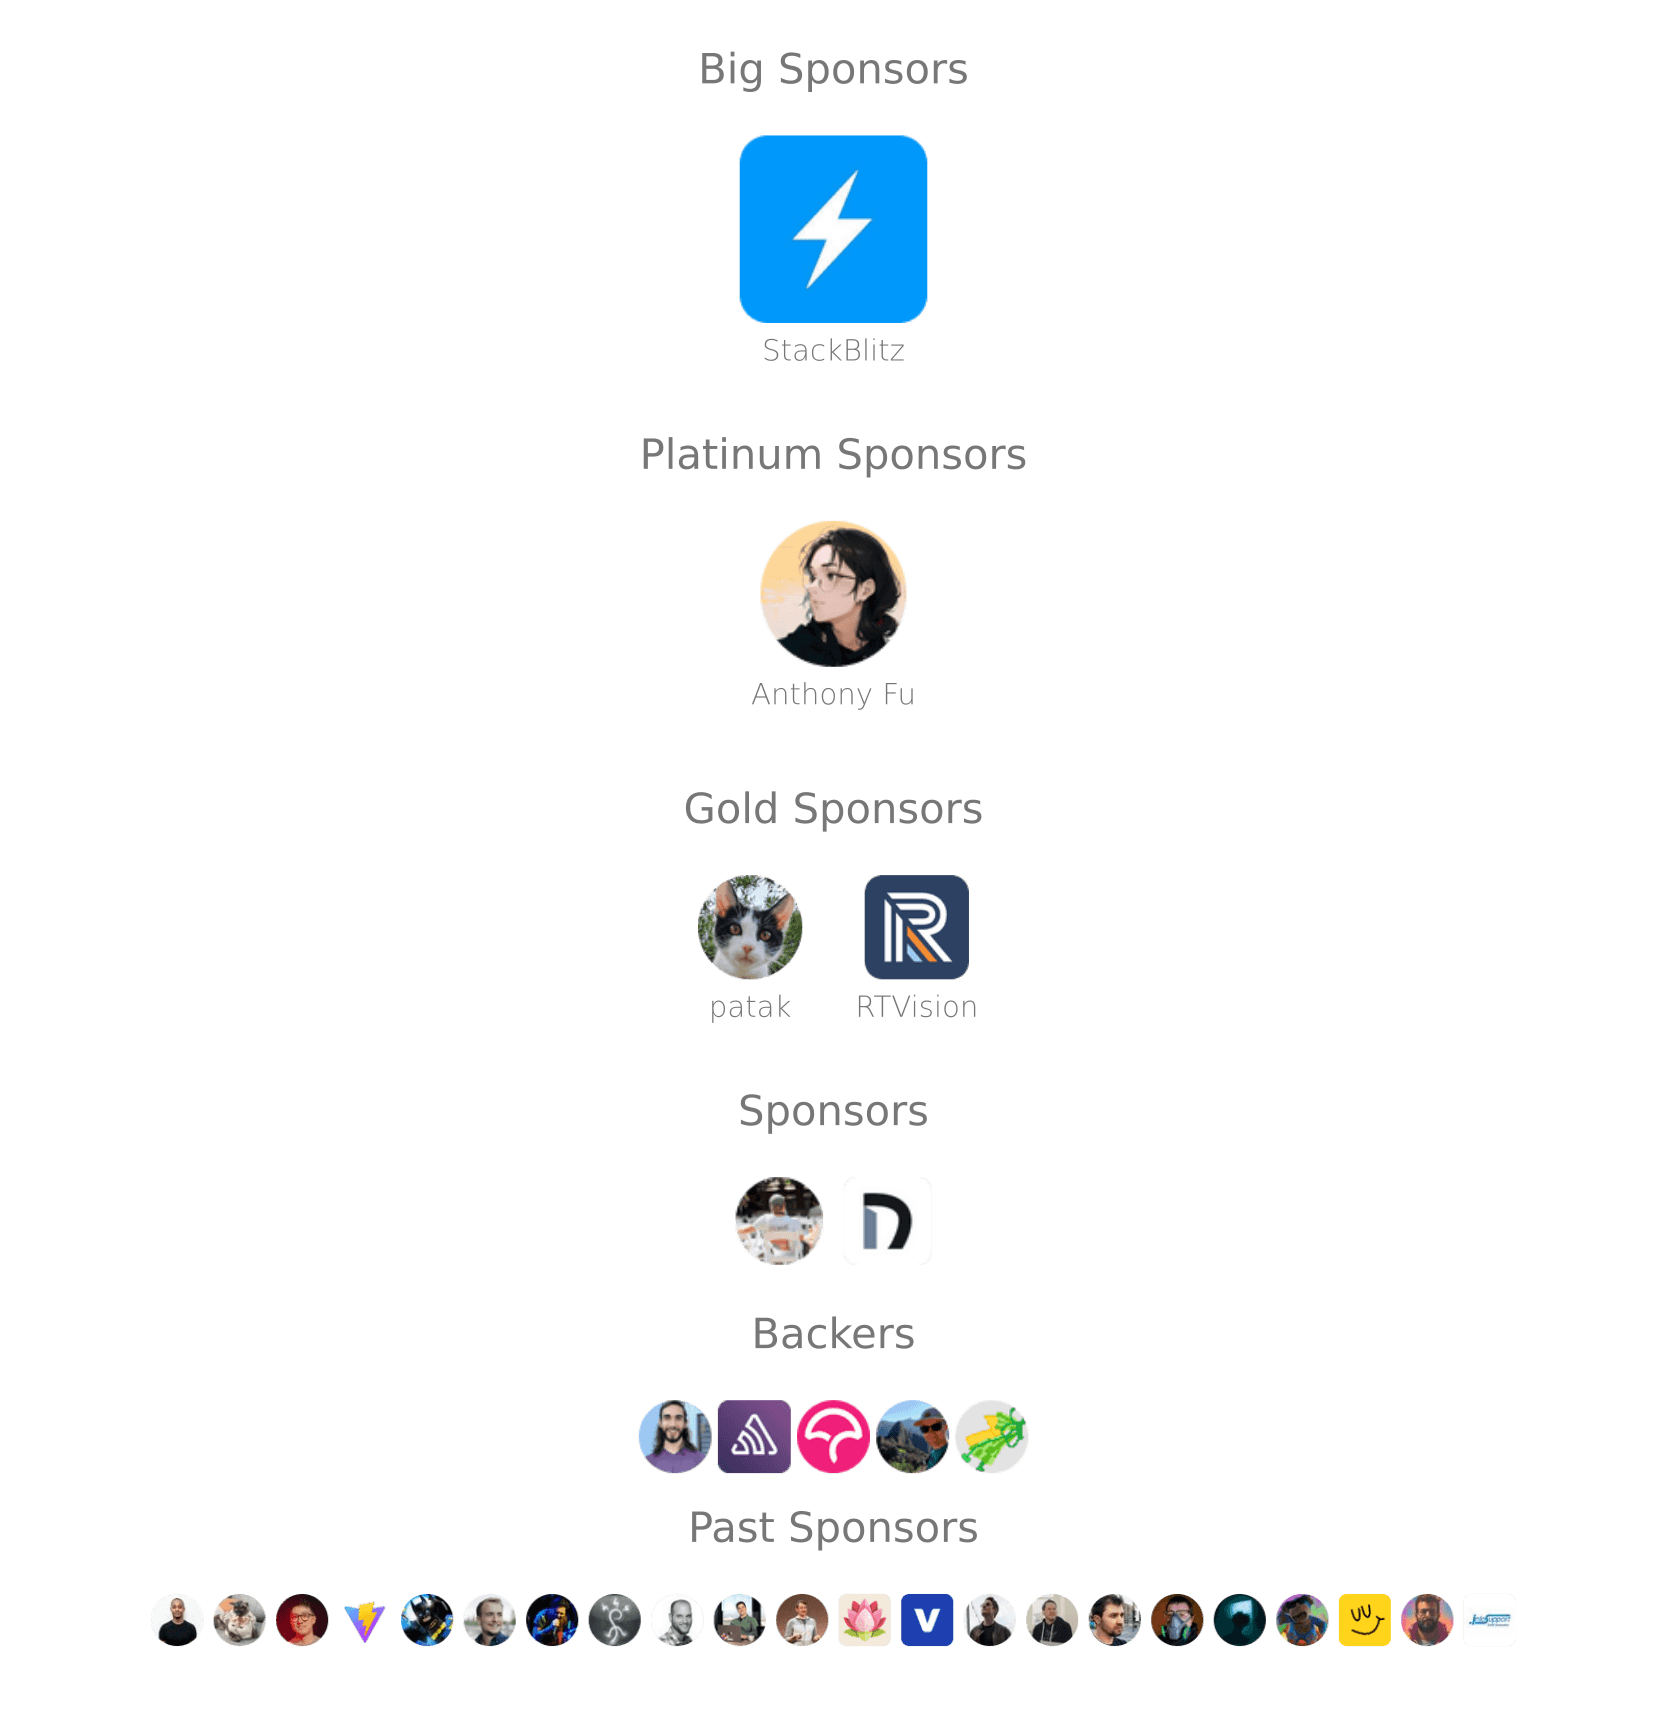 Big Sponsors
StackBlitz
Platinum Sponsors
Anthony Fu
Gold Sponsors
patak
RTVision
Sponsors
Backers
Past Sponsors